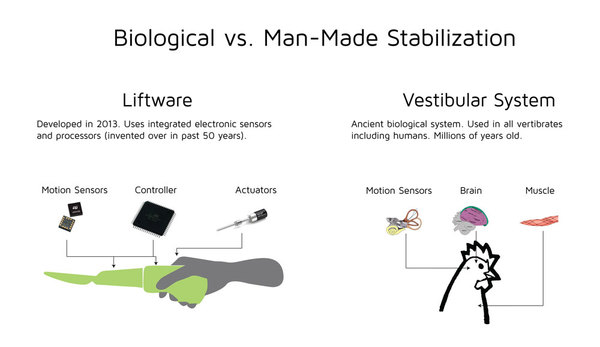 Biological vs. Man-Made Stabilization
Liftware
Developed in 2013. Uses integrated electronic sensors
and processors (invented over in past 50 years).
Motion Sensors
Controller
Actuators
Vestibular System
Ancient biological system. Used in all vertibrates
including humans. Millions of years old.
Motion Sensors
Brain
Muscle